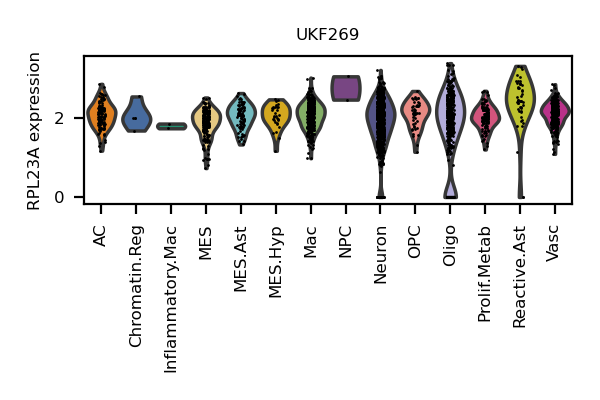 UKF269
RPL23A expression
2
0
AC
Chromatin.Reg
Inflammatory.Mac
MES
MES.Ast
MES.Hyp
Mac
NPC
Neuron
OPC
Oligo
Prolif.Metab
Reactive.Ast
Vasc